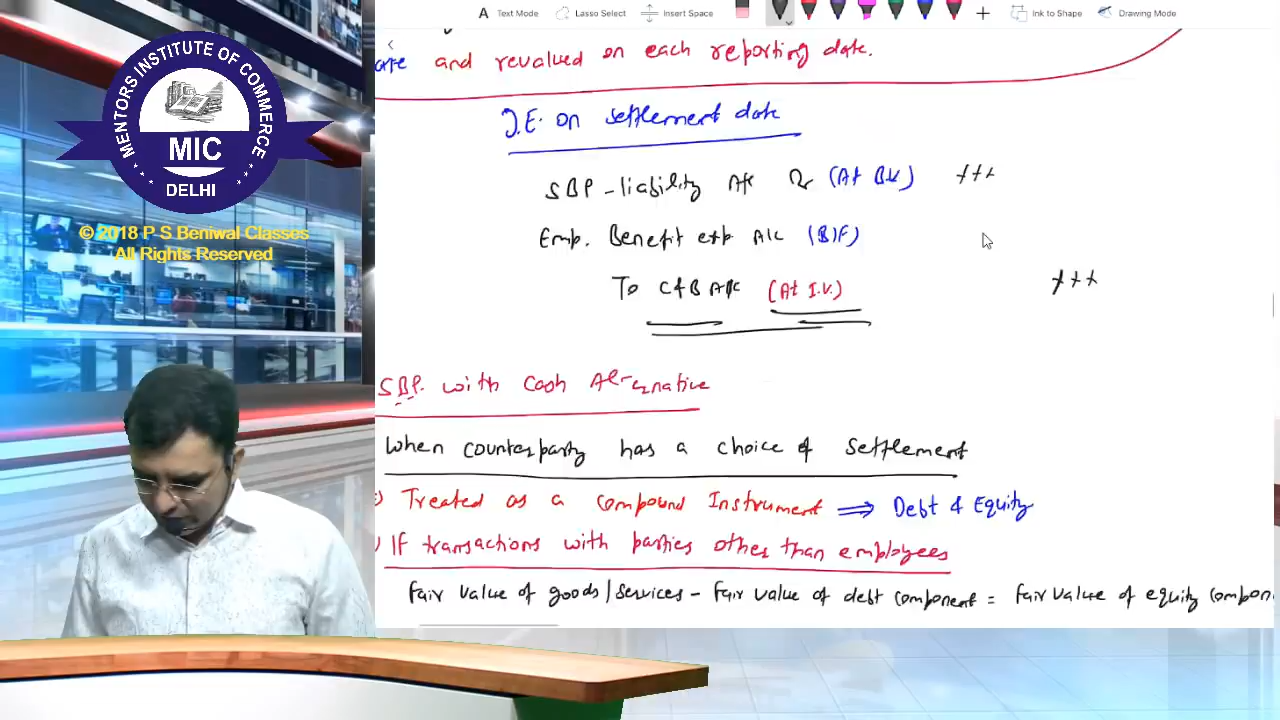 Text Mode Lasso Select Insert Space Ink to Shape Drawing Mode
MENTORS INSTITUTE OF COMMERCE
MIC
DELHI
© 2018 P S Beniwal Classes
All Rights Reserved
and revalued on each reporting date.
J.E. on settlement date
SBP-liability A/c Dr (At B.V) +++
Emp. Benefit exp A/c (B)F)
To C&B A/c (At I.V.) +++
SBP. with Cash Alternative
When counterparty has a choice of settlement
) Treated as a compound Instrument ⟹ Debt & Equity
) If transactions with parties other than employees
Fair value of goods/services - Fair value of debt component = Fair value of equity compon